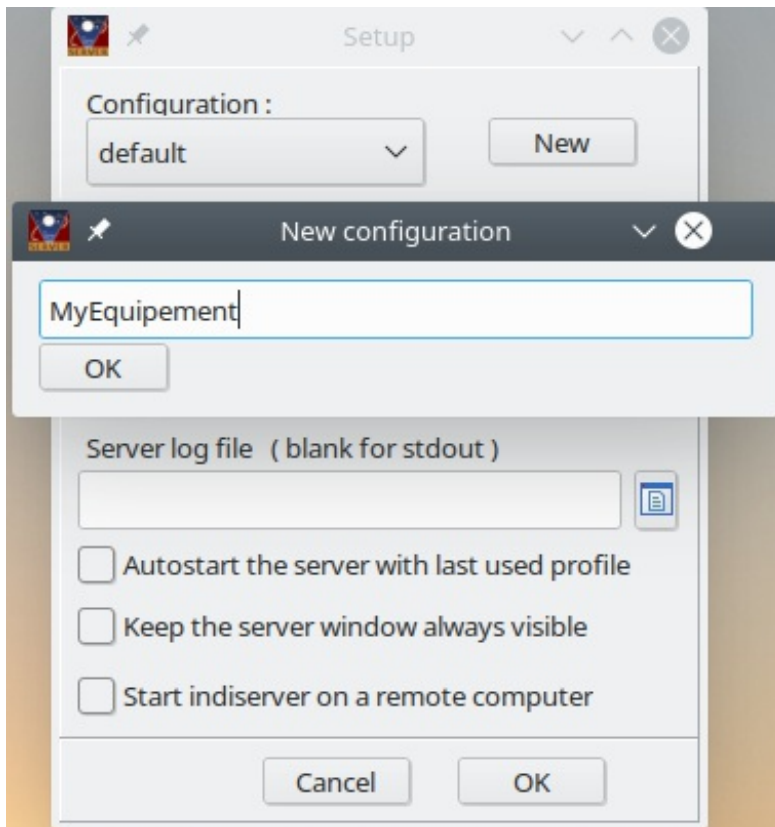 Setup
Configuration :
default
New
New configuration
MyEquipement
OK
Server log file ( blank for stdout )
Autostart the server with last used profile
Keep the server window always visible
Start indiserver on a remote computer
Cancel OK